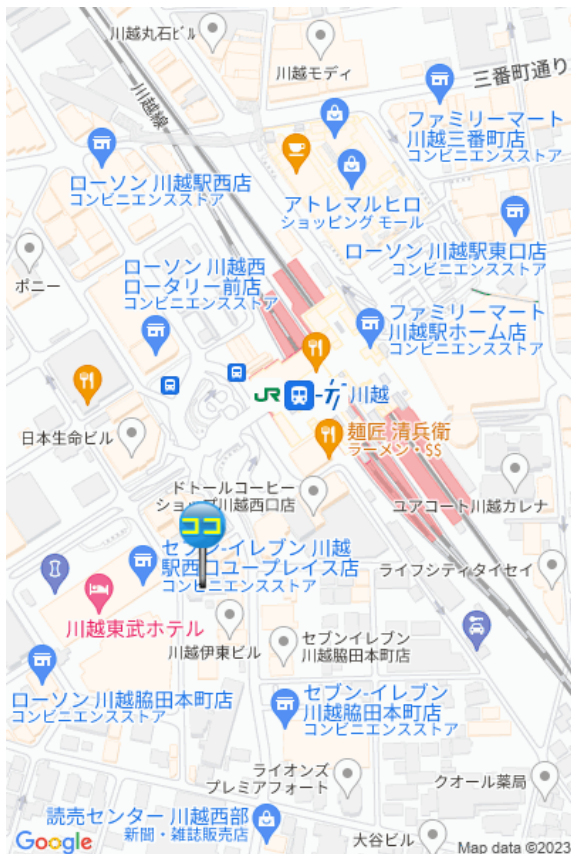 川越丸石ビル
川越モディ
三番町通り
川越線
ファミリーマート
川越三番町店
コンビニエンスストア
ローソン 川越駅西店
コンビニエンスストア
アトレマルヒロ
ショッピング モール
ローソン 川越駅東口店
コンビニエンスストア
ポニー
ローソン 川越西
ロータリー前店
コンビニエンスストア
ファミリーマート
川越駅ホーム店
コンビニエンスストア
JR
川越
日本生命ビル
麺匠 清兵衛
ラーメン・$$
ドトールコーヒー
ショップ川越西口店
ユアコート川越カレナ
ココ
セブン-イレブン 川越
駅西口ユープレイス店
コンビニエンスストア
ライフシティタイセイ
川越東武ホテル
川越伊東ビル
セブンイレブン
川越脇田本町店
ローソン 川越脇田本町店
コンビニエンスストア
セブン-イレブン
川越脇田本町店
コンビニエンスストア
ライオンズ
プレミアフォート
クオール薬局
読売センター 川越西部
新聞・雑誌販売店
大谷ビル
Google
Map data ©2023